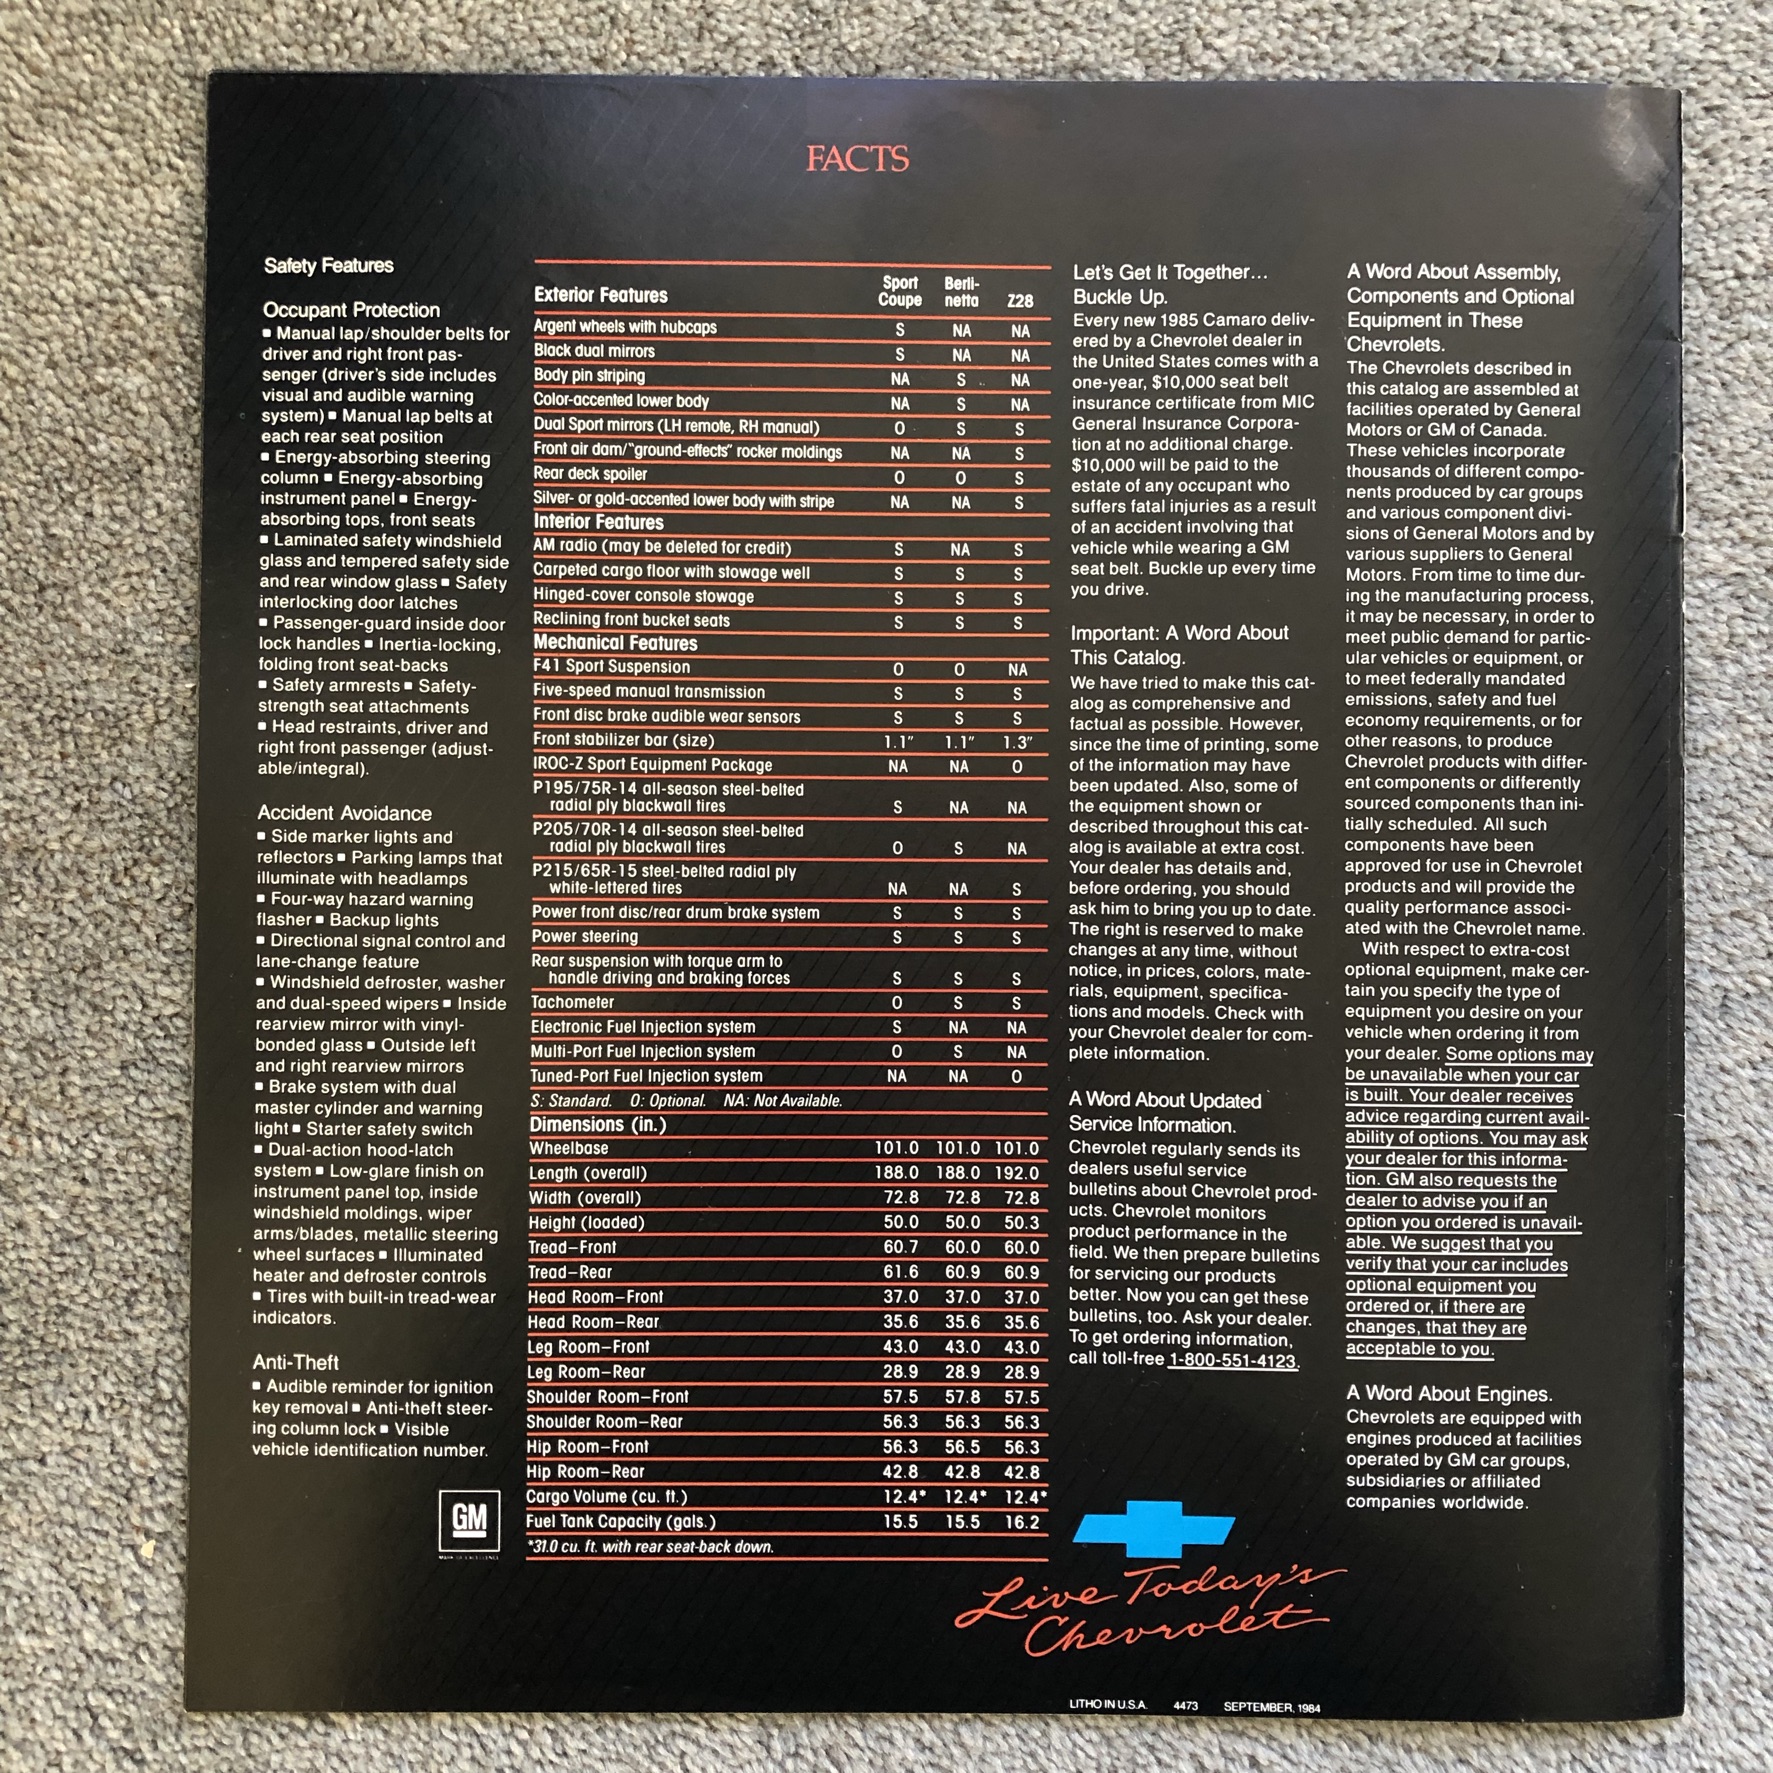 FACTS
Safety Features
Occupant Protection
▪ Manual lap/shoulder belts for
driver and right front pas-
senger (driver's side includes
visual and audible warning
system) ▪ Manual lap belts at
each rear seat position
▪ Energy-absorbing steering
column ▪ Energy-absorbing
instrument panel ▪ Energy-
absorbing tops, front seats
▪ Laminated safety windshield
glass and tempered safety side
and rear window glass ▪ Safety
interlocking door latches
▪ Passenger-guard inside door
lock handles ▪ Inertia-locking,
folding front seat-backs
▪ Safety armrests ▪ Safety-
strength seat attachments
▪ Head restraints, driver and
right front passenger (adjust-
able/integral).
Accident Avoidance
▪ Side marker lights and
reflectors ▪ Parking lamps that
illuminate with headlamps
▪ Four-way hazard warning
flasher ▪ Backup lights
▪ Directional signal control and
lane-change feature
▪ Windshield defroster, washer
and dual-speed wipers ▪ Inside
rearview mirror with vinyl-
bonded glass ▪ Outside left
and right rearview mirrors
▪ Brake system with dual
master cylinder and warning
light ▪ Starter safety switch
▪ Dual-action hood-latch
system ▪ Low-glare finish on
instrument panel top, inside
windshield moldings, wiper
arms/blades, metallic steering
wheel surfaces ▪ Illuminated
heater and defroster controls
▪ Tires with built-in tread-wear
indicators.
Anti-Theft
▪ Audible reminder for ignition
key removal ▪ Anti-theft steer-
ing column lock ▪ Visible
vehicle identification number.
GM
MARK OF EXCELLENCE
Exterior Features Sport Coupe Berli-netta Z28
Argent wheels with hubcaps S NA NA
Black dual mirrors S NA NA
Body pin striping NA S NA
Color-accented lower body NA S NA
Dual Sport mirrors (LH remote, RH manual) O S S
Front air dam/"ground-effects" rocker moldings NA NA S
Rear deck spoiler O O S
Silver- or gold-accented lower body with stripe NA NA S
Interior Features
AM radio (may be deleted for credit) S NA S
Carpeted cargo floor with stowage well S S S
Hinged-cover console stowage S S S
Reclining front bucket seats S S S
Mechanical Features
F41 Sport Suspension O O NA
Five-speed manual transmission S S S
Front disc brake audible wear sensors S S S
Front stabilizer bar (size) 1.1" 1.1" 1.3"
IROC-Z Sport Equipment Package NA NA O
P195/75R-14 all-season steel-belted
radial ply blackwall tires S NA NA
P205/70R-14 all-season steel-belted
radial ply blackwall tires O S NA
P215/65R-15 steel-belted radial ply
white-lettered tires NA NA S
Power front disc/rear drum brake system S S S
Power steering S S S
Rear suspension with torque arm to
handle driving and braking forces S S S
Tachometer O S S
Electronic Fuel Injection system S NA NA
Multi-Port Fuel Injection system O S NA
Tuned-Port Fuel Injection system NA NA O
S: Standard. O: Optional. NA: Not Available.
Dimensions (in.)
Wheelbase 101.0 101.0 101.0
Length (overall) 188.0 188.0 192.0
Width (overall) 72.8 72.8 72.8
Height (loaded) 50.0 50.0 50.3
Tread–Front 60.7 60.0 60.0
Tread–Rear 61.6 60.9 60.9
Head Room–Front 37.0 37.0 37.0
Head Room–Rear 35.6 35.6 35.6
Leg Room–Front 43.0 43.0 43.0
Leg Room–Rear 28.9 28.9 28.9
Shoulder Room–Front 57.5 57.8 57.5
Shoulder Room–Rear 56.3 56.3 56.3
Hip Room–Front 56.3 56.5 56.3
Hip Room–Rear 42.8 42.8 42.8
Cargo Volume (cu. ft.) 12.4* 12.4* 12.4*
Fuel Tank Capacity (gals.) 15.5 15.5 16.2
*31.0 cu. ft. with rear seat-back down.
Let's Get It Together...
Buckle Up.
Every new 1985 Camaro deliv-
ered by a Chevrolet dealer in
the United States comes with a
one-year, $10,000 seat belt
insurance certificate from MIC
General Insurance Corpora-
tion at no additional charge.
$10,000 will be paid to the
estate of any occupant who
suffers fatal injuries as a result
of an accident involving that
vehicle while wearing a GM
seat belt. Buckle up every time
you drive.
Important: A Word About
This Catalog.
We have tried to make this cat-
alog as comprehensive and
factual as possible. However,
since the time of printing, some
of the information may have
been updated. Also, some of
the equipment shown or
described throughout this cat-
alog is available at extra cost.
Your dealer has details and,
before ordering, you should
ask him to bring you up to date.
The right is reserved to make
changes at any time, without
notice, in prices, colors, mate-
rials, equipment, specifica-
tions and models. Check with
your Chevrolet dealer for com-
plete information.
A Word About Updated
Service Information.
Chevrolet regularly sends its
dealers useful service
bulletins about Chevrolet prod-
ucts. Chevrolet monitors
product performance in the
field. We then prepare bulletins
for servicing our products
better. Now you can get these
bulletins, too. Ask your dealer.
To get ordering information,
call toll-free 1-800-551-4123.
A Word About Assembly,
Components and Optional
Equipment in These
Chevrolets.
The Chevrolets described in
this catalog are assembled at
facilities operated by General
Motors or GM of Canada.
These vehicles incorporate
thousands of different compo-
nents produced by car groups
and various component divi-
sions of General Motors and by
various suppliers to General
Motors. From time to time dur-
ing the manufacturing process,
it may be necessary, in order to
meet public demand for partic-
ular vehicles or equipment, or
to meet federally mandated
emissions, safety and fuel
economy requirements, or for
other reasons, to produce
Chevrolet products with differ-
ent components or differently
sourced components than ini-
tially scheduled. All such
components have been
approved for use in Chevrolet
products and will provide the
quality performance associ-
ated with the Chevrolet name.
With respect to extra-cost
optional equipment, make cer-
tain you specify the type of
equipment you desire on your
vehicle when ordering it from
your dealer. Some options may
be unavailable when your car
is built. Your dealer receives
advice regarding current avail-
ability of options. You may ask
your dealer for this informa-
tion. GM also requests the
dealer to advise you if an
option you ordered is unavail-
able. We suggest that you
verify that your car includes
optional equipment you
ordered or, if there are
changes, that they are
acceptable to you.
A Word About Engines.
Chevrolets are equipped with
engines produced at facilities
operated by GM car groups,
subsidiaries or affiliated
companies worldwide.
Live Today's
Chevrolet
LITHO IN U.S.A. 4473 SEPTEMBER, 1984